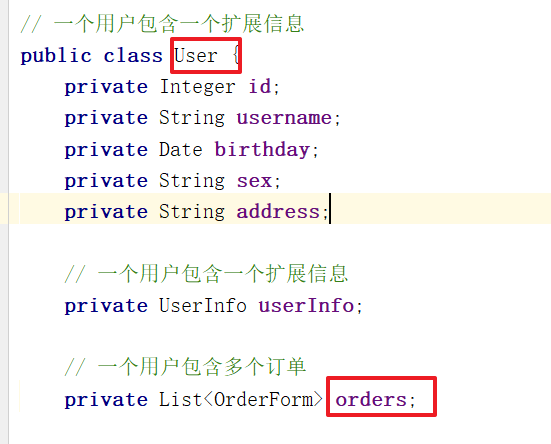 // 一个用户包含一个扩展信息
public class User {
private Integer id;
private String username;
private Date birthday;
private String sex;
private String address;
// 一个用户包含一个扩展信息
private UserInfo userInfo;
// 一个用户包含多个订单
private List<OrderForm> orders;